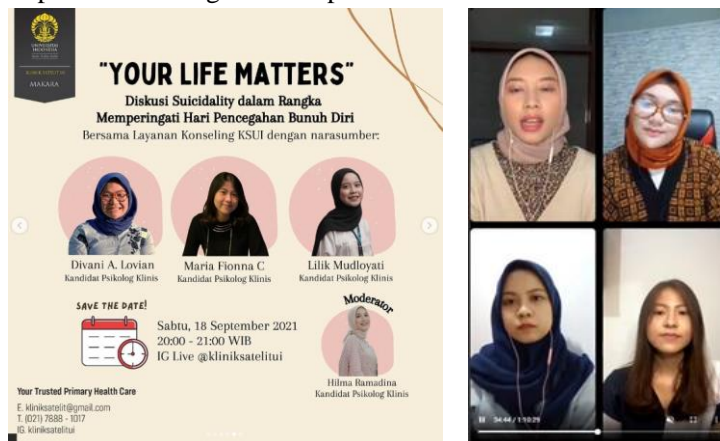 UNIVERSITAS
INDONESIA
MAKARA
"YOUR LIFE MATTERS"
Diskusi Suicidality dalam Rangka
Memperingati Hari Pencegahan Bunuh Diri
Bersama Layanan Konseling KSUI dengan narasumber:
Divani A. Lovian
Kandidat Psikolog Klinis
Maria Fionna C
Kandidat Psikolog Klinis
Lilik Mudloyati
Kandidat Psikolog Klinis
SAVE THE DATE!
Sabtu, 18 September 2021
20:00 - 21:00 WIB
IG Live @kliniksatelitui
Moderator
Hilma Ramadina
Kandidat Psikolog Klinis
Your Trusted Primary Health Care
E. kliniksatelit@gmail.com
T. (021) 7888 - 1017
IG. kliniksatelitui
34:44 / 1:10:29